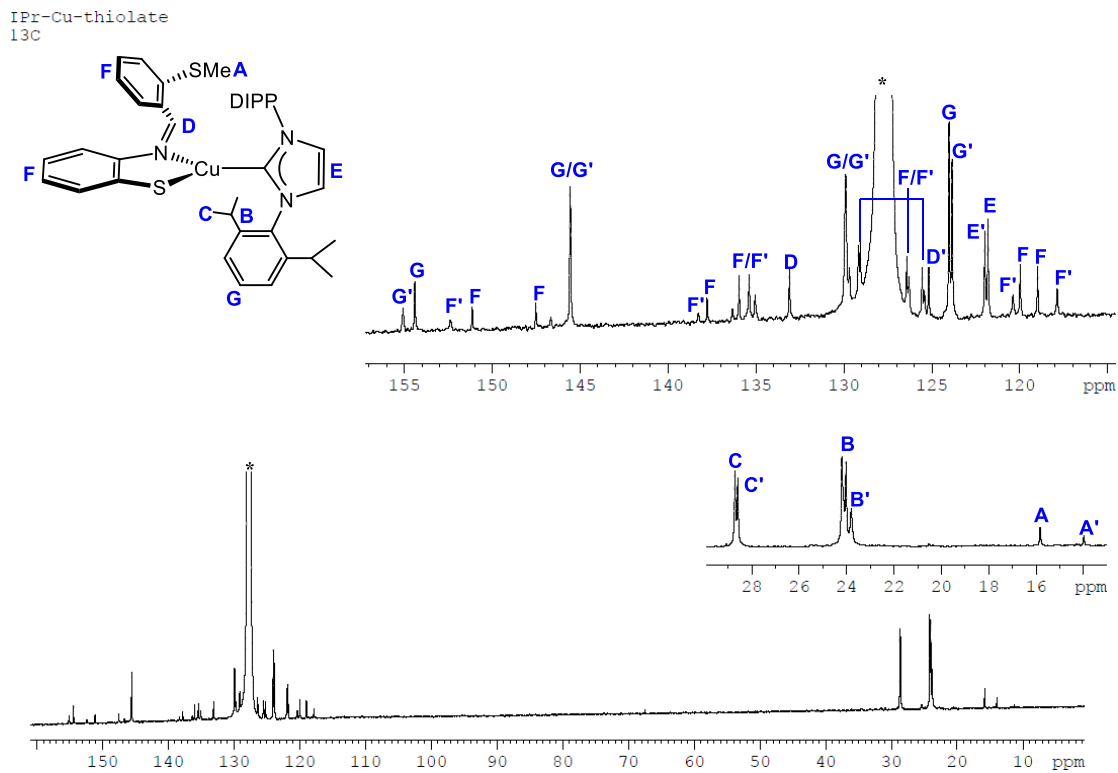 IPr-Cu-thiolate
13C
F
SMe A
D
F
N
S
Cu
DIPP
N
N
E
C
B
G
*
G'
G
F'
F
F
G/G'
F'
F
F/F'
D
G/G'
F/F'
D'
G
G'
E'
E
F'
F
F
F'
155 150 145 140 135 130 125 120 ppm
*
C
C'
B
B'
A
A'
28 26 24 22 20 18 16 ppm
150 140 130 120 110 100 90 80 70 60 50 40 30 20 10 ppm